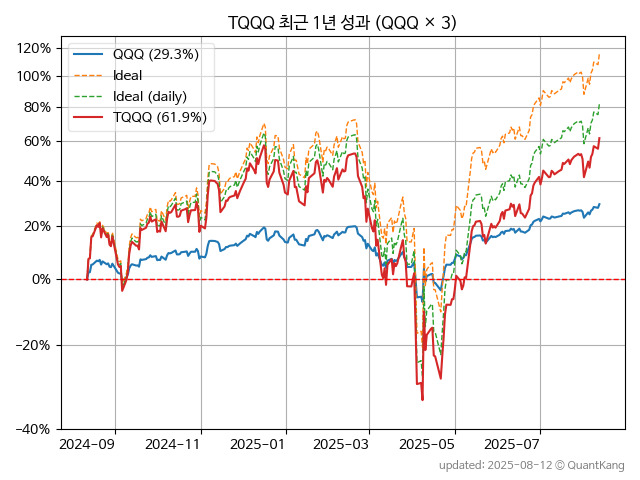 TQQQ 최근 1년 성과 (QQQ × 3)
120%
100%
80%
60%
40%
20%
0%
−20%
−40%
QQQ (29.3%)
Ideal
Ideal (daily)
TQQQ (61.9%)
2024−09
2024−11
2025−01
2025−03
2025−05
2025−07
updated: 2025-08-12 © QuantKang